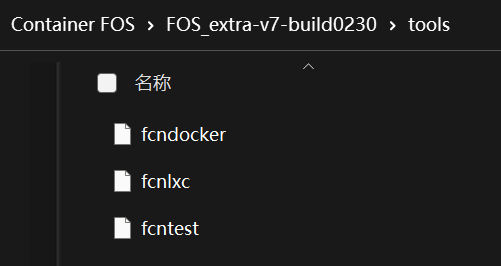 Container FOS > FOS_extra-v7-build0230 > tools
名称
fcndocker
fcnlxc
fcntest